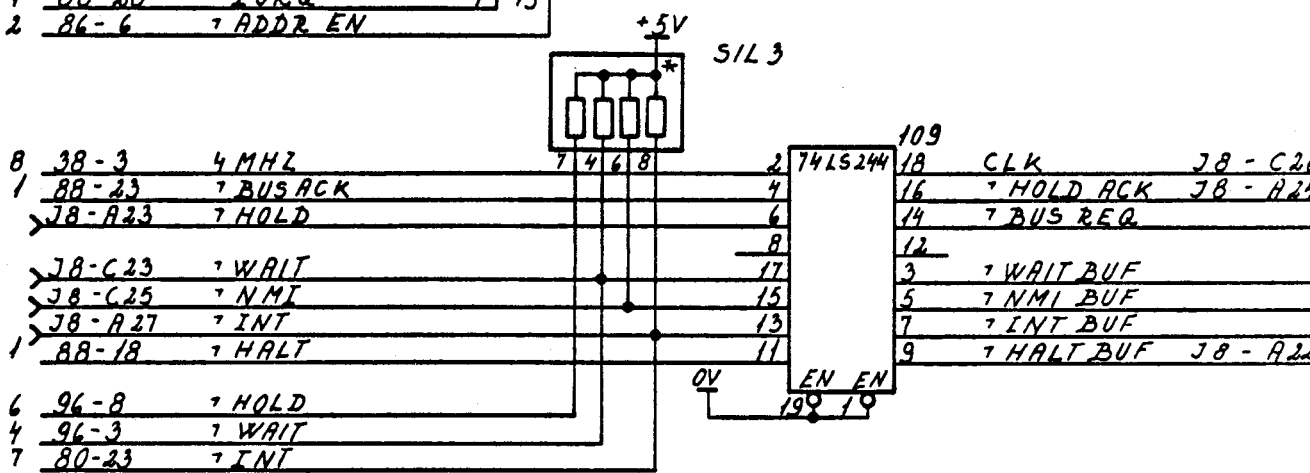 2 86-6 ¬ ADDR EN
+5V
SIL 3
*
7 4 6 8
109
74LS244
8 38-3 4 MHZ 2 18 CLK J8 -
1 88-23 ¬ BUSACK 4 16 ¬ HOLD ACK J8 -
J8-A23 ¬ HOLD 6 14 ¬ BUS REQ
8 12
J8-C23 ¬ WAIT 17 3 ¬ WAIT BUF
J8-C25 ¬ NMI 15 5 ¬ NMI BUF
J8-A27 ¬ INT 13 7 ¬ INT BUF
1 88-18 ¬ HALT 11 9 ¬ HALT BUF J8 -
0V EN EN
19 1
6 96-8 ¬ HOLD
4 96-3 ¬ WAIT
7 80-23 ¬ INT